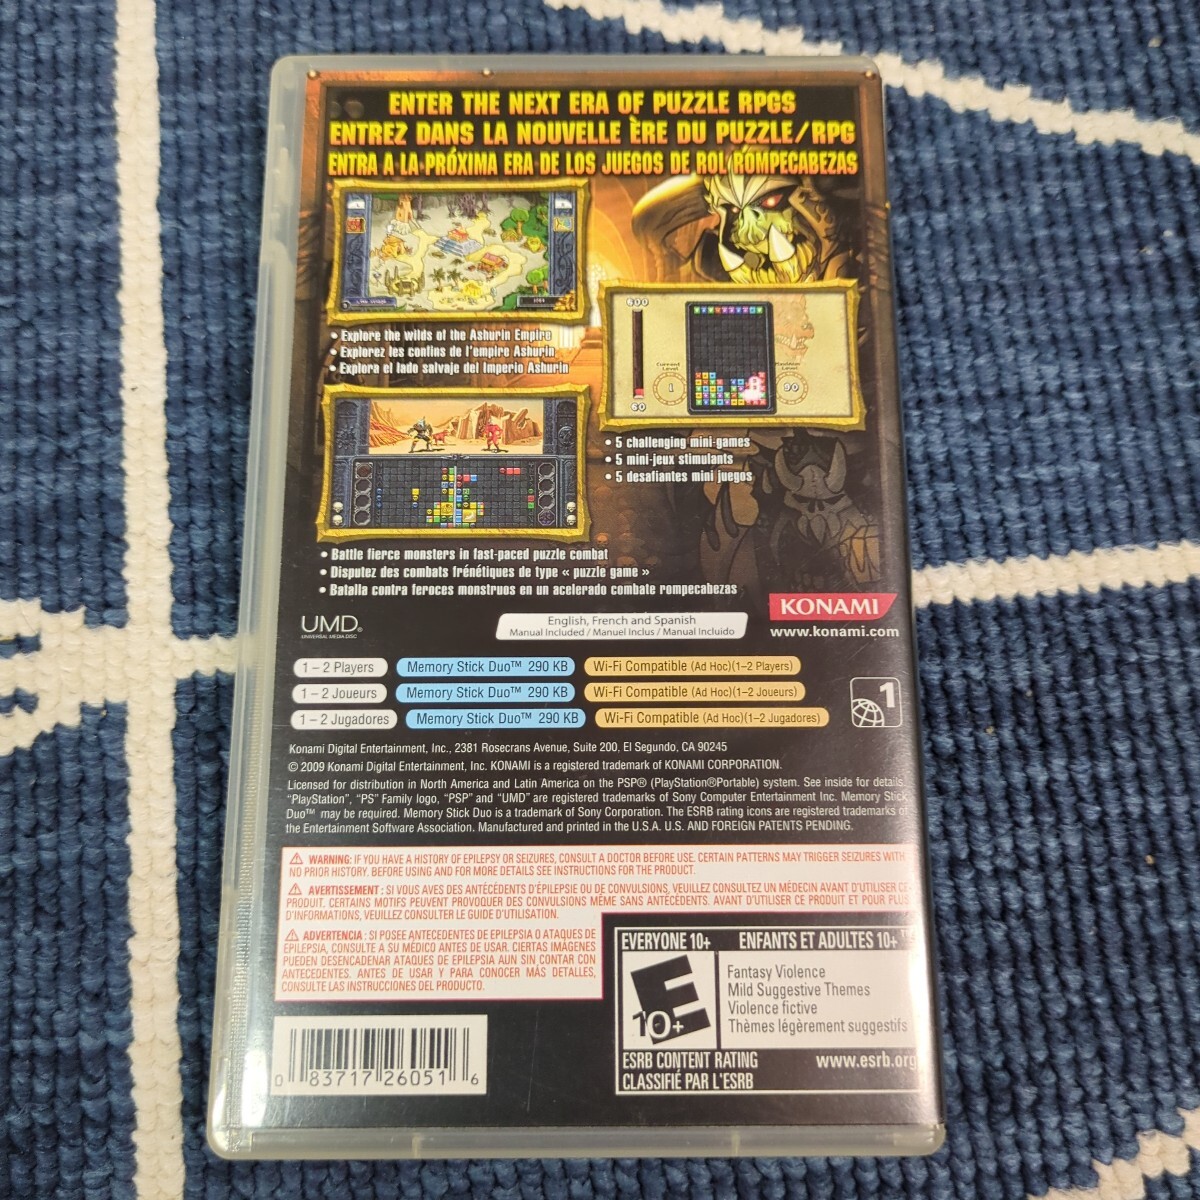 ENTER THE NEXT ERA OF PUZZLE RPGS
ENTREZ DANS LA NOUVELLE ÈRE DU PUZZLE/RPG
ENTRA A LA PRÓXIMA ERA DE LOS JUEGOS DE ROL ROMPECABEZAS
• Explore the wilds of the Ashurin Empire
• Explorez les confins de l'empire Ashurin
• Explora el lado salvaje del Imperio Ashurin
600
Current Level
1
90
60
• 5 challenging mini-games
• 5 mini-jeux stimulants
• 5 desafiantes mini juegos
• Battle fierce monsters in fast-paced puzzle combat
• Disputez des combats frénétiques de type « puzzle game »
• Batalla contra feroces monstruos en un acelerado combate rompecabezas
UMD®
UNIVERSAL MEDIA DISC
English, French and Spanish
Manual Included / Manuel Inclus / Manual Incluido
KONAMI
www.konami.com
1 – 2 Players Memory Stick Duo™ 290 KB Wi-Fi Compatible (Ad Hoc)(1–2 Players)
1 – 2 Joueurs Memory Stick Duo™ 290 KB Wi-Fi Compatible (Ad Hoc)(1–2 Joueurs)
1 – 2 Jugadores Memory Stick Duo™ 290 KB Wi-Fi Compatible (Ad Hoc)(1–2 Jugadores)
1
Konami Digital Entertainment, Inc., 2381 Rosecrans Avenue, Suite 200, El Segundo, CA 90245
© 2009 Konami Digital Entertainment, Inc. KONAMI is a registered trademark of KONAMI CORPORATION.
Licensed for distribution in North America and Latin America on the PSP® (PlayStation®Portable) system. See inside for details.
"PlayStation", "PS" Family logo, "PSP" and "UMD" are registered trademarks of Sony Computer Entertainment Inc. Memory Stick
Duo™ may be required. Memory Stick Duo is a trademark of Sony Corporation. The ESRB rating icons are registered trademarks of
the Entertainment Software Association. Manufactured and printed in the U.S.A. U.S. AND FOREIGN PATENTS PENDING.
WARNING: IF YOU HAVE A HISTORY OF EPILEPSY OR SEIZURES, CONSULT A DOCTOR BEFORE USE. CERTAIN PATTERNS MAY TRIGGER SEIZURES WITH
NO PRIOR HISTORY. BEFORE USING AND FOR MORE DETAILS SEE INSTRUCTIONS FOR THE PRODUCT.
AVERTISSEMENT : SI VOUS AVES DES ANTÉCÉDENTS D'ÉPILEPSIE OU DE CONVULSIONS, VEUILLEZ CONSULTEZ UN MÉDECIN AVANT D'UTILISER CE
PRODUIT. CERTAINS MOTIFS PEUVENT PROVOQUER DES CONVULSIONS MÊME SANS ANTÉCÉDENTS. AVANT D'UTILISER CE PRODUIT ET POUR PLUS
D'INFORMATIONS, VEUILLEZ CONSULTER LE GUIDE D'UTILISATION.
ADVERTENCIA : SI POSEE ANTECEDENTES DE EPILEPSIA O ATAQUES DE
EPILEPSIA, CONSULTE A SU MÉDICO ANTES DE USAR. CIERTAS IMÁGENES
PUEDEN DESENCADENAR ATAQUES DE EPILEPSIA AUN SIN CONTAR CON
ANTECEDENTES. ANTES DE USAR Y PARA CONOCER MÁS DETALLES,
CONSULTE LAS INSTRUCCIONES DEL PRODUCTO.
EVERYONE 10+ ENFANTS ET ADULTES 10+™
E
10+
Fantasy Violence
Mild Suggestive Themes
Violence fictive
Thèmes légèrement suggestifs
ESRB CONTENT RATING www.esrb.org
CLASSIFIÉ PAR L'ESRB
0 83717 26051 6